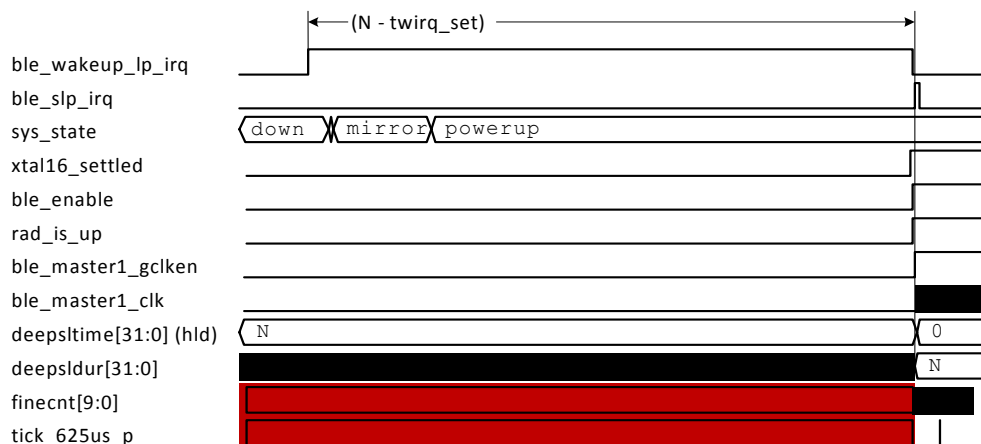 (N - twirq_set)
ble_wakeup_lp_irq
ble_slp_irq
sys_state down mirror powerup
xtal16_settled
ble_enable
rad_is_up
ble_master1_gclken
ble_master1_clk
deepsltime[31:0] (hld) N 0
deepsldur[31:0] N
finecnt[9:0]
tick_625us_p